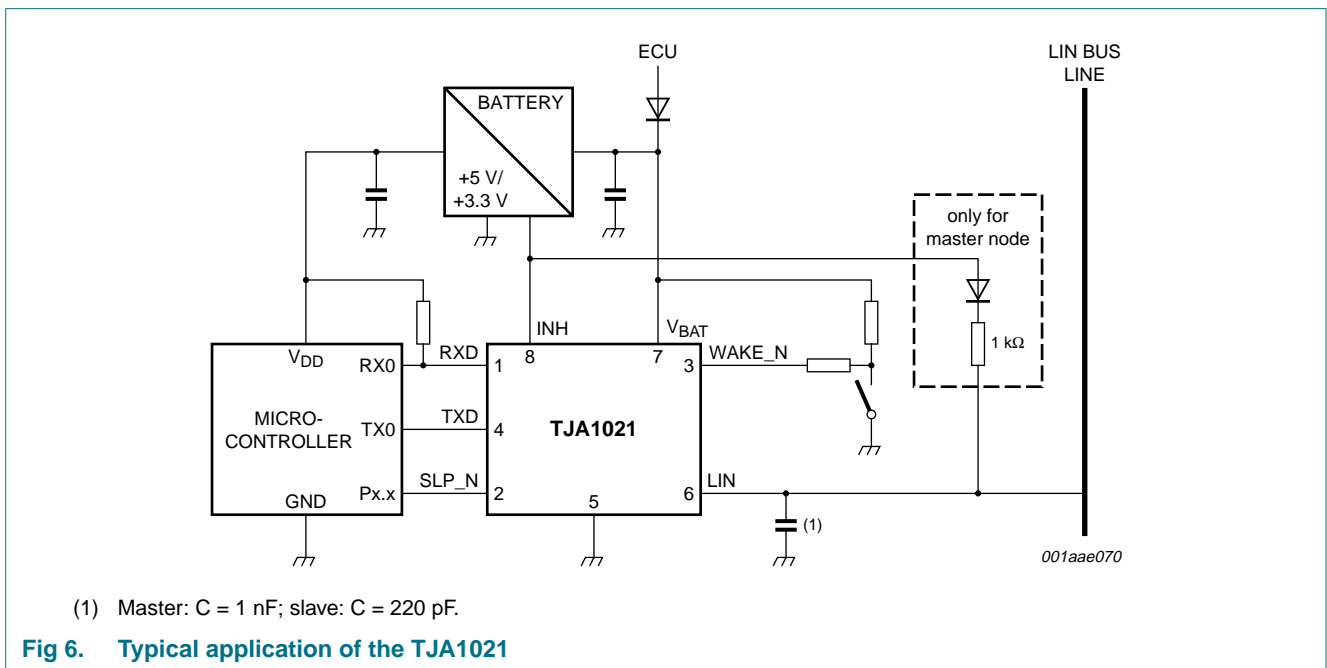 ECU
LIN BUS
LINE
BATTERY
+5 V/
+3.3 V
only for
master node
1 kΩ
INH
VBAT
8
7
VDD
RX0
RXD
1
3
WAKE_N
MICRO-
CONTROLLER
TX0
TXD
4
TJA1021
Px.x
SLP_N
2
GND
5
6
LIN
(1)
001aae070
(1) Master: C = 1 nF; slave: C = 220 pF.
Fig 6. Typical application of the TJA1021